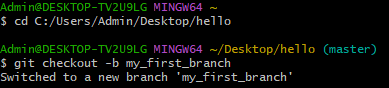 Admin@DESKTOP-TV2U9LG MINGW64 ~
$ cd C:/Users/Admin/Desktop/hello
Admin@DESKTOP-TV2U9LG MINGW64 ~/Desktop/hello (master)
$ git checkout -b my_first_branch
Switched to a new branch 'my_first_branch'